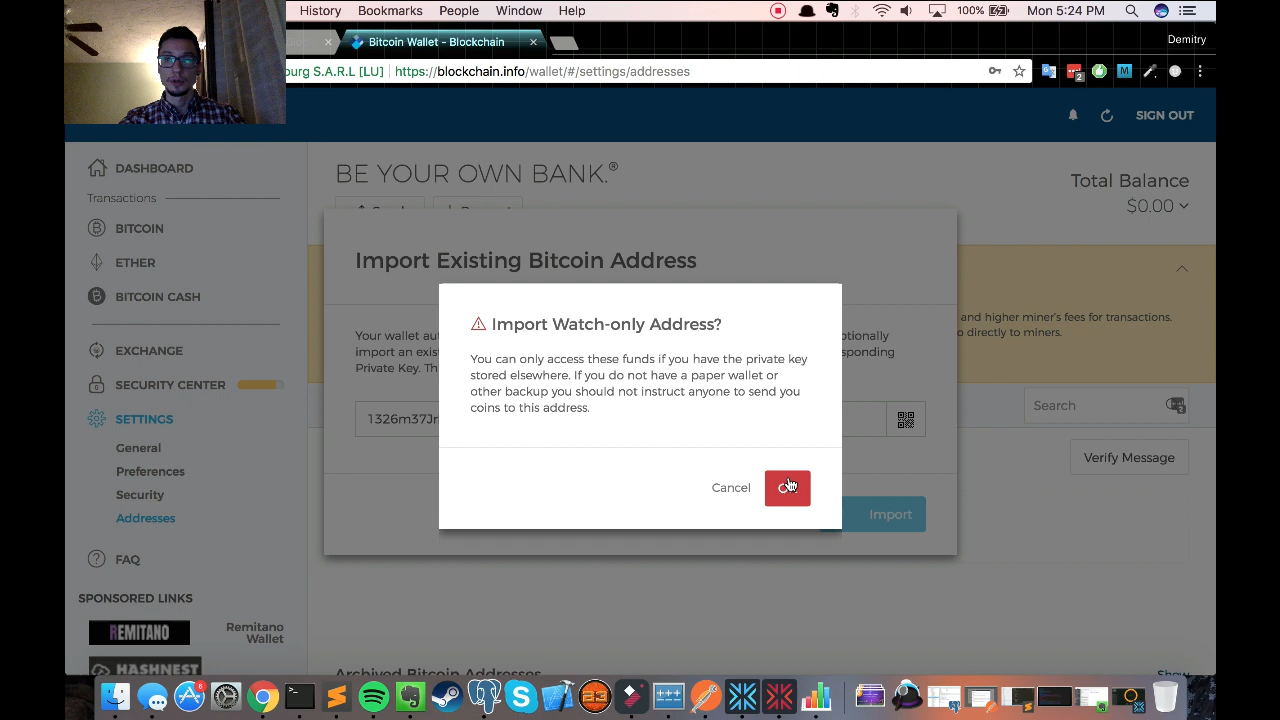 History Bookmarks People Window Help 100% Mon 5:24 PM
Bitcoin Wallet - Blockchain
Demitry
ourg S.A.R.L [LU] https://blockchain.info/wallet/#/settings/addresses
2
M
SIGN OUT
DASHBOARD
Transactions
BITCOIN
ETHER
BITCOIN CASH
EXCHANGE
SECURITY CENTER
SETTINGS
General
Preferences
Security
Addresses
FAQ
SPONSORED LINKS
REMITANO
Remitano
Wallet
HASHNEST
BE YOUR OWN BANK.®
Total Balance
$0.00
and higher miner's fees for transactions.
o directly to miners.
Search
Verify Message
Import Existing Bitcoin Address
Your wallet au
import an exis
Private Key. Th
ptionally
sponding
1326m37Jr
Import
Import Watch-only Address?
You can only access these funds if you have the private key
stored elsewhere. If you do not have a paper wallet or
other backup you should not instruct anyone to send you
coins to this address.
Cancel
Archived Bitcoin Addresses
Show